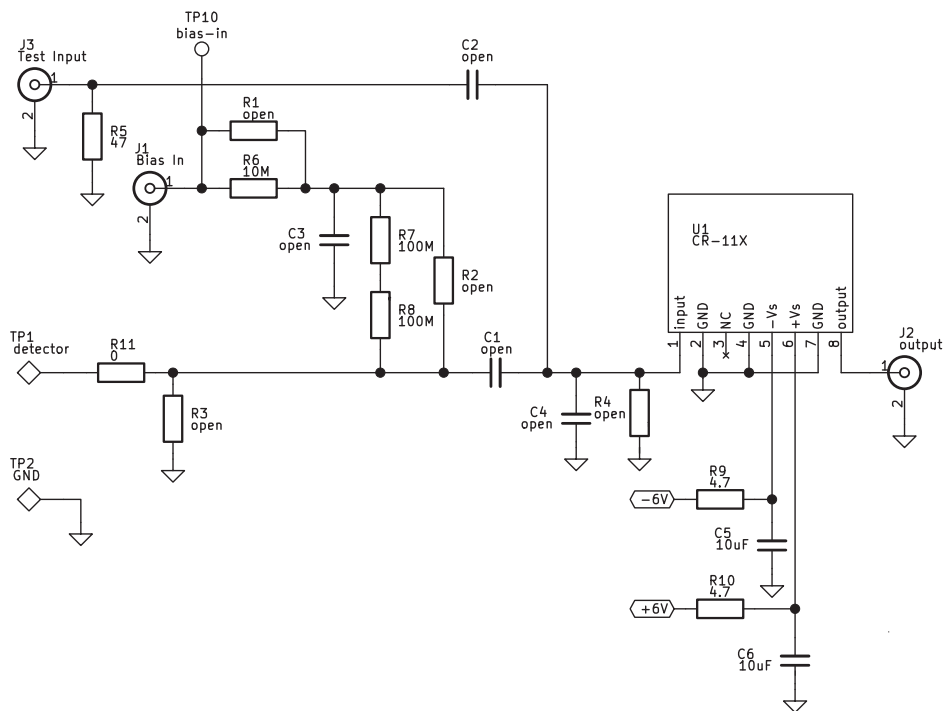 TP10
bias-in
J3
Test Input
1
2
C2
open
R5
47
R1
open
J1
Bias In
1
2
R6
10M
C3
open
R7
100M
R8
100M
R2
open
U1
CR-11X
input
GND
NC
GND
-Vs
+Vs
GND
output
1
2
3
4
5
6
7
8
J2
output
1
2
TP1
detector
R11
0
R3
open
C1
open
C4
open
R4
open
TP2
GND
-6V
R9
4.7
C5
10uF
+6V
R10
4.7
C6
10uF